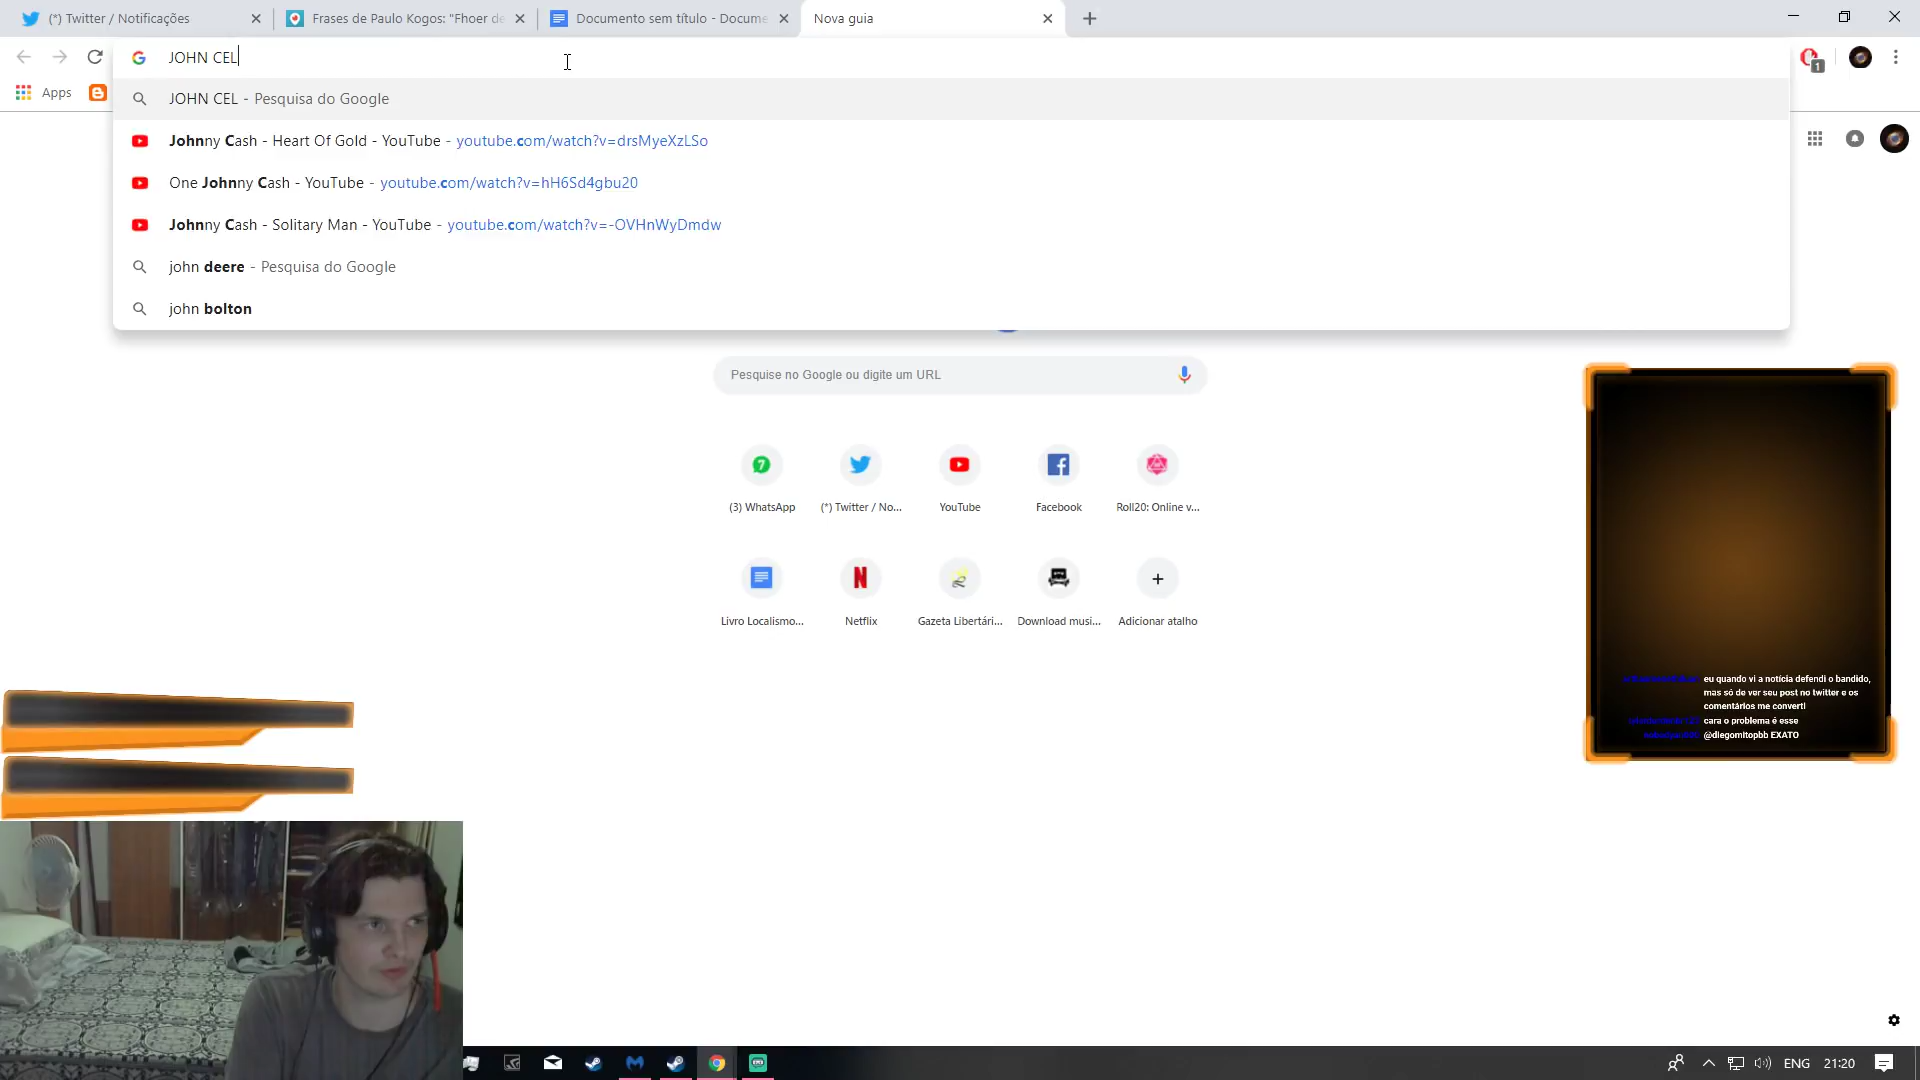 (*) Twitter / Notificações
Frases de Paulo Kogos: "Fhoer de
Documento sem título - Docume
Nova guia
JOHN CEL
1
Apps
JOHN CEL - Pesquisa do Google
Johnny Cash - Heart Of Gold - YouTube - youtube.com/watch?v=drsMyeXzLSo
One Johnny Cash - YouTube - youtube.com/watch?v=hH6Sd4gbu20
Johnny Cash - Solitary Man - YouTube - youtube.com/watch?v=-OVHnWyDmdw
john deere - Pesquisa do Google
john bolton
Pesquise no Google ou digite um URL
7
(3) WhatsApp
(*) Twitter / No...
YouTube
Facebook
Roll20: Online v...
N
Livro Localismo...
Netflix
Gazeta Libertári...
Download musi...
Adicionar atalho
eu quando vi a notícia defendi o bandido,
mas só de ver seu post no twitter e os
comentários me converti
cara o problema é esse
@diegomitopbb EXATO
ENG
21:20